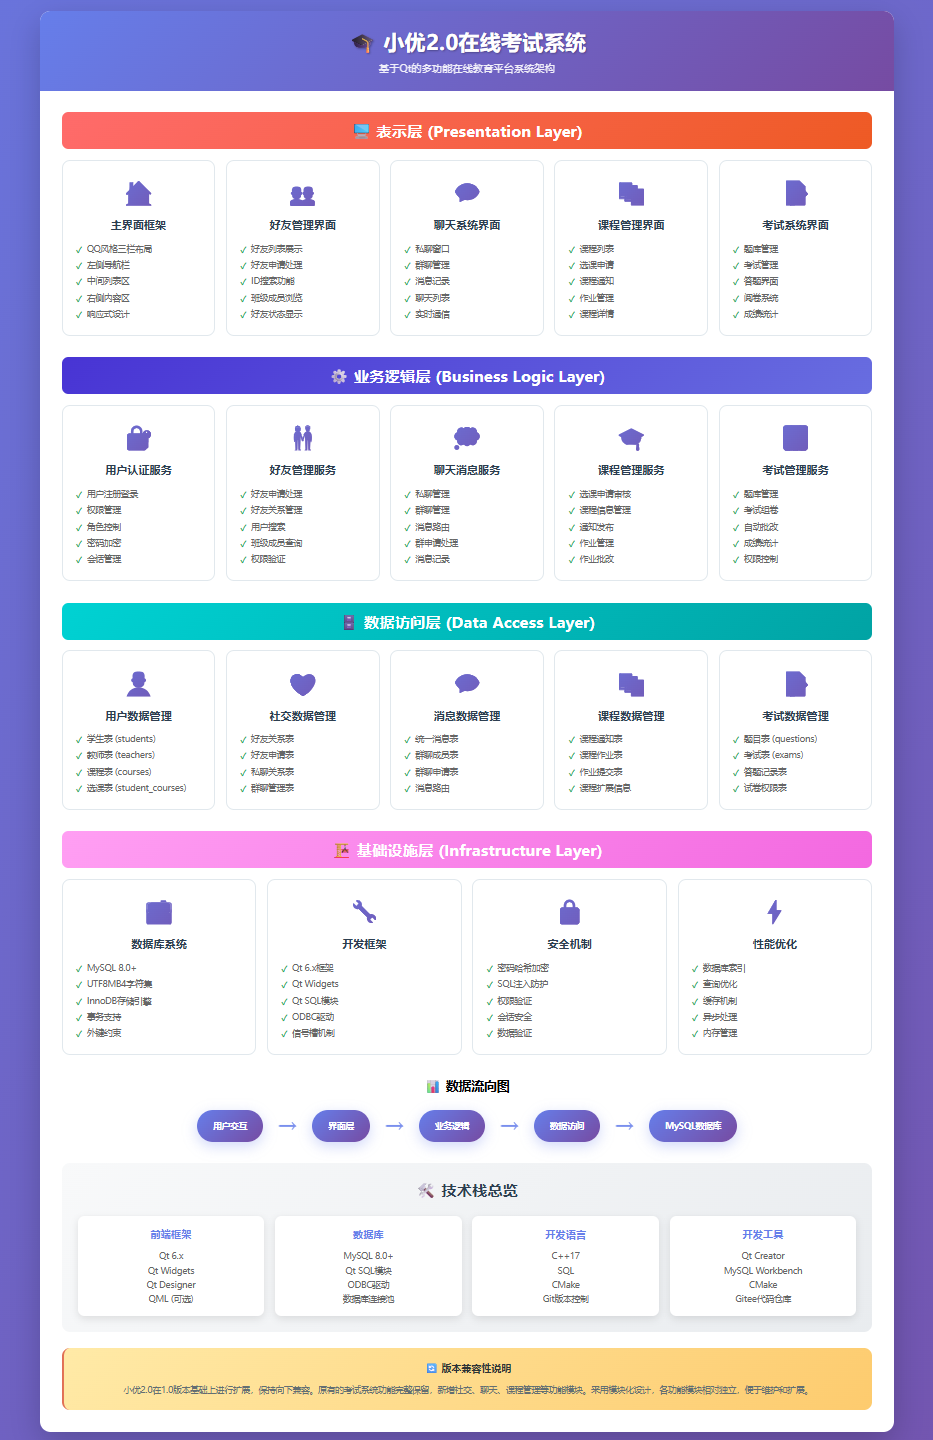 小优2.0在线考试系统
基于Qt的多功能在线教育平台系统架构
表示层 (Presentation Layer)
主界面框架
✓ QQ风格三栏布局
✓ 左侧导航栏
✓ 中间列表区
✓ 右侧内容区
✓ 响应式设计
好友管理界面
✓ 好友列表展示
✓ 好友申请处理
✓ ID搜索功能
✓ 班级成员浏览
✓ 好友状态显示
聊天系统界面
✓ 私聊窗口
✓ 群聊管理
✓ 消息记录
✓ 聊天列表
✓ 实时通信
课程管理界面
✓ 课程列表
✓ 选课申请
✓ 课程通知
✓ 作业管理
✓ 课程详情
考试系统界面
✓ 题库管理
✓ 考试管理
✓ 答题界面
✓ 阅卷系统
✓ 成绩统计
业务逻辑层 (Business Logic Layer)
用户认证服务
✓ 用户注册登录
✓ 权限管理
✓ 角色控制
✓ 密码加密
✓ 会话管理
好友管理服务
✓ 好友申请处理
✓ 好友关系管理
✓ 用户搜索
✓ 班级成员查询
✓ 权限验证
聊天消息服务
✓ 私聊管理
✓ 群聊管理
✓ 消息路由
✓ 群申请处理
✓ 消息记录
课程管理服务
✓ 选课申请审核
✓ 课程信息管理
✓ 通知发布
✓ 作业管理
✓ 作业批改
考试管理服务
✓ 题库管理
✓ 考试组卷
✓ 自动批改
✓ 成绩统计
✓ 权限控制
数据访问层 (Data Access Layer)
用户数据管理
✓ 学生表 (students)
✓ 教师表 (teachers)
✓ 课程表 (courses)
✓ 选课表 (student_courses)
社交数据管理
✓ 好友关系表
✓ 好友申请表
✓ 私聊关系表
✓ 群聊管理表
消息数据管理
✓ 统一消息表
✓ 群聊成员表
✓ 群聊申请表
✓ 消息路由
课程数据管理
✓ 课程通知表
✓ 课程作业表
✓ 作业提交表
✓ 课程扩展信息
考试数据管理
✓ 题目表 (questions)
✓ 考试表 (exams)
✓ 答题记录表
✓ 试卷权限表
基础设施层 (Infrastructure Layer)
数据库系统
✓ MySQL 8.0+
✓ UTF8MB4字符集
✓ InnoDB存储引擎
✓ 事务支持
✓ 外键约束
开发框架
✓ Qt 6.x框架
✓ Qt Widgets
✓ Qt SQL模块
✓ ODBC驱动
✓ 信号槽机制
安全机制
✓ 密码哈希加密
✓ SQL注入防护
✓ 权限验证
✓ 会话安全
✓ 数据验证
性能优化
✓ 数据库索引
✓ 查询优化
✓ 缓存机制
✓ 异步处理
✓ 内存管理
数据流向图
用户交互 → 界面层 → 业务逻辑 → 数据访问 → MySQL数据库
技术栈总览
前端框架
Qt 6.x
Qt Widgets
Qt Designer
QML (可选)
数据库
MySQL 8.0+
Qt SQL模块
ODBC驱动
数据库连接池
开发语言
C++17
SQL
CMake
Git版本控制
开发工具
Qt Creator
MySQL Workbench
CMake
Gitee代码仓库
版本兼容性说明
小优2.0在1.0版本基础上进行扩展，保持向下兼容。原有的考试系统功能完整保留，新增社交、聊天、课程管理等功能模块。采用模块化设计，各功能模块相对独立，便于维护和扩展。